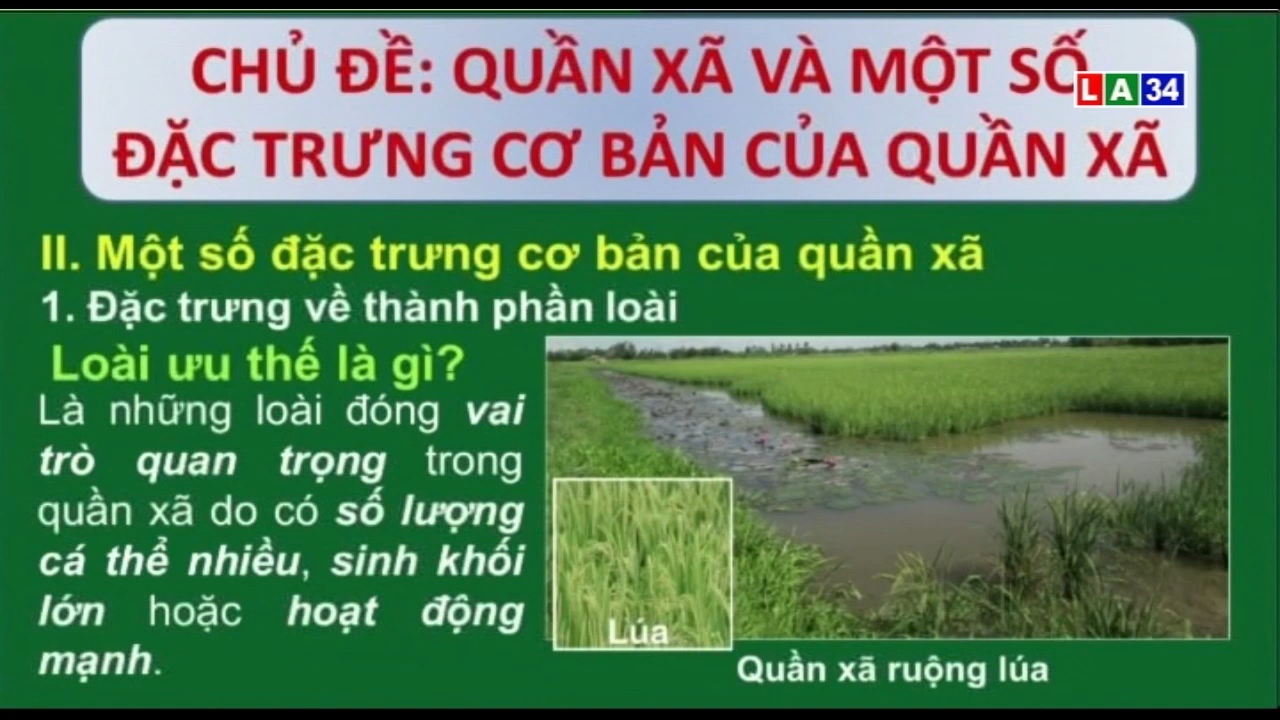 CHỦ ĐỀ: QUẦN XÃ VÀ MỘT SỐ
LA34
ĐẶC TRƯNG CƠ BẢN CỦA QUẦN XÃ
II. Một số đặc trưng cơ bản của quần xã
1. Đặc trưng về thành phần loài
Loài ưu thế là gì?
Là những loài đóng vai
trò quan trọng trong
quần xã do có số lượng
cá thể nhiều, sinh khối
lớn hoặc hoạt động
mạnh.
Lúa
Quần xã ruộng lúa